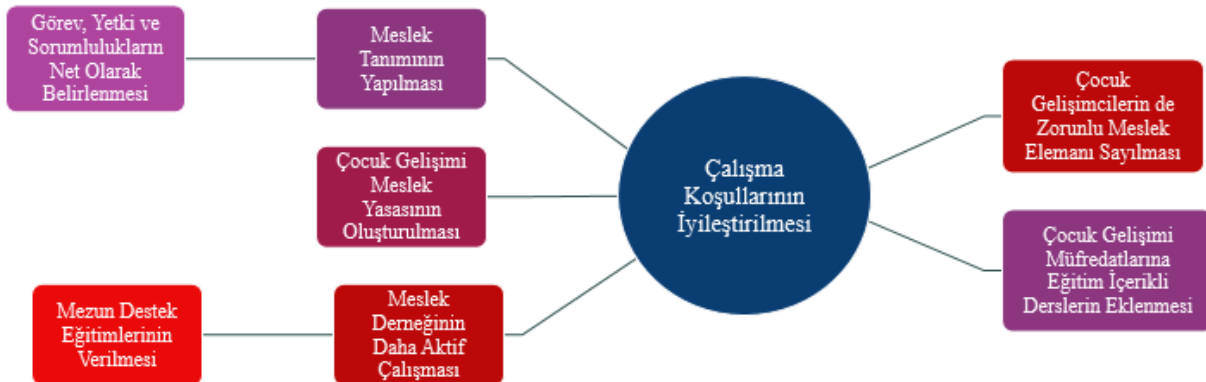 Görev, Yetki ve
Sorumlulukların
Net Olarak
Belirlenmesi
Meslek
Tanımının
Yapılması
Çocuk Gelişimi
Meslek
Yasasının
Oluşturulması
Mezun Destek
Eğitimlerinin
Verilmesi
Meslek
Derneğinin
Daha Aktif
Çalışması
Çalışma
Koşullarının
İyileştirilmesi
Çocuk
Gelişimcilerin de
Zorunlu Meslek
Elemanı Sayılması
Çocuk Gelişimi
Müfredatlarına
Eğitim İçerikli
Derslerin Eklenmesi